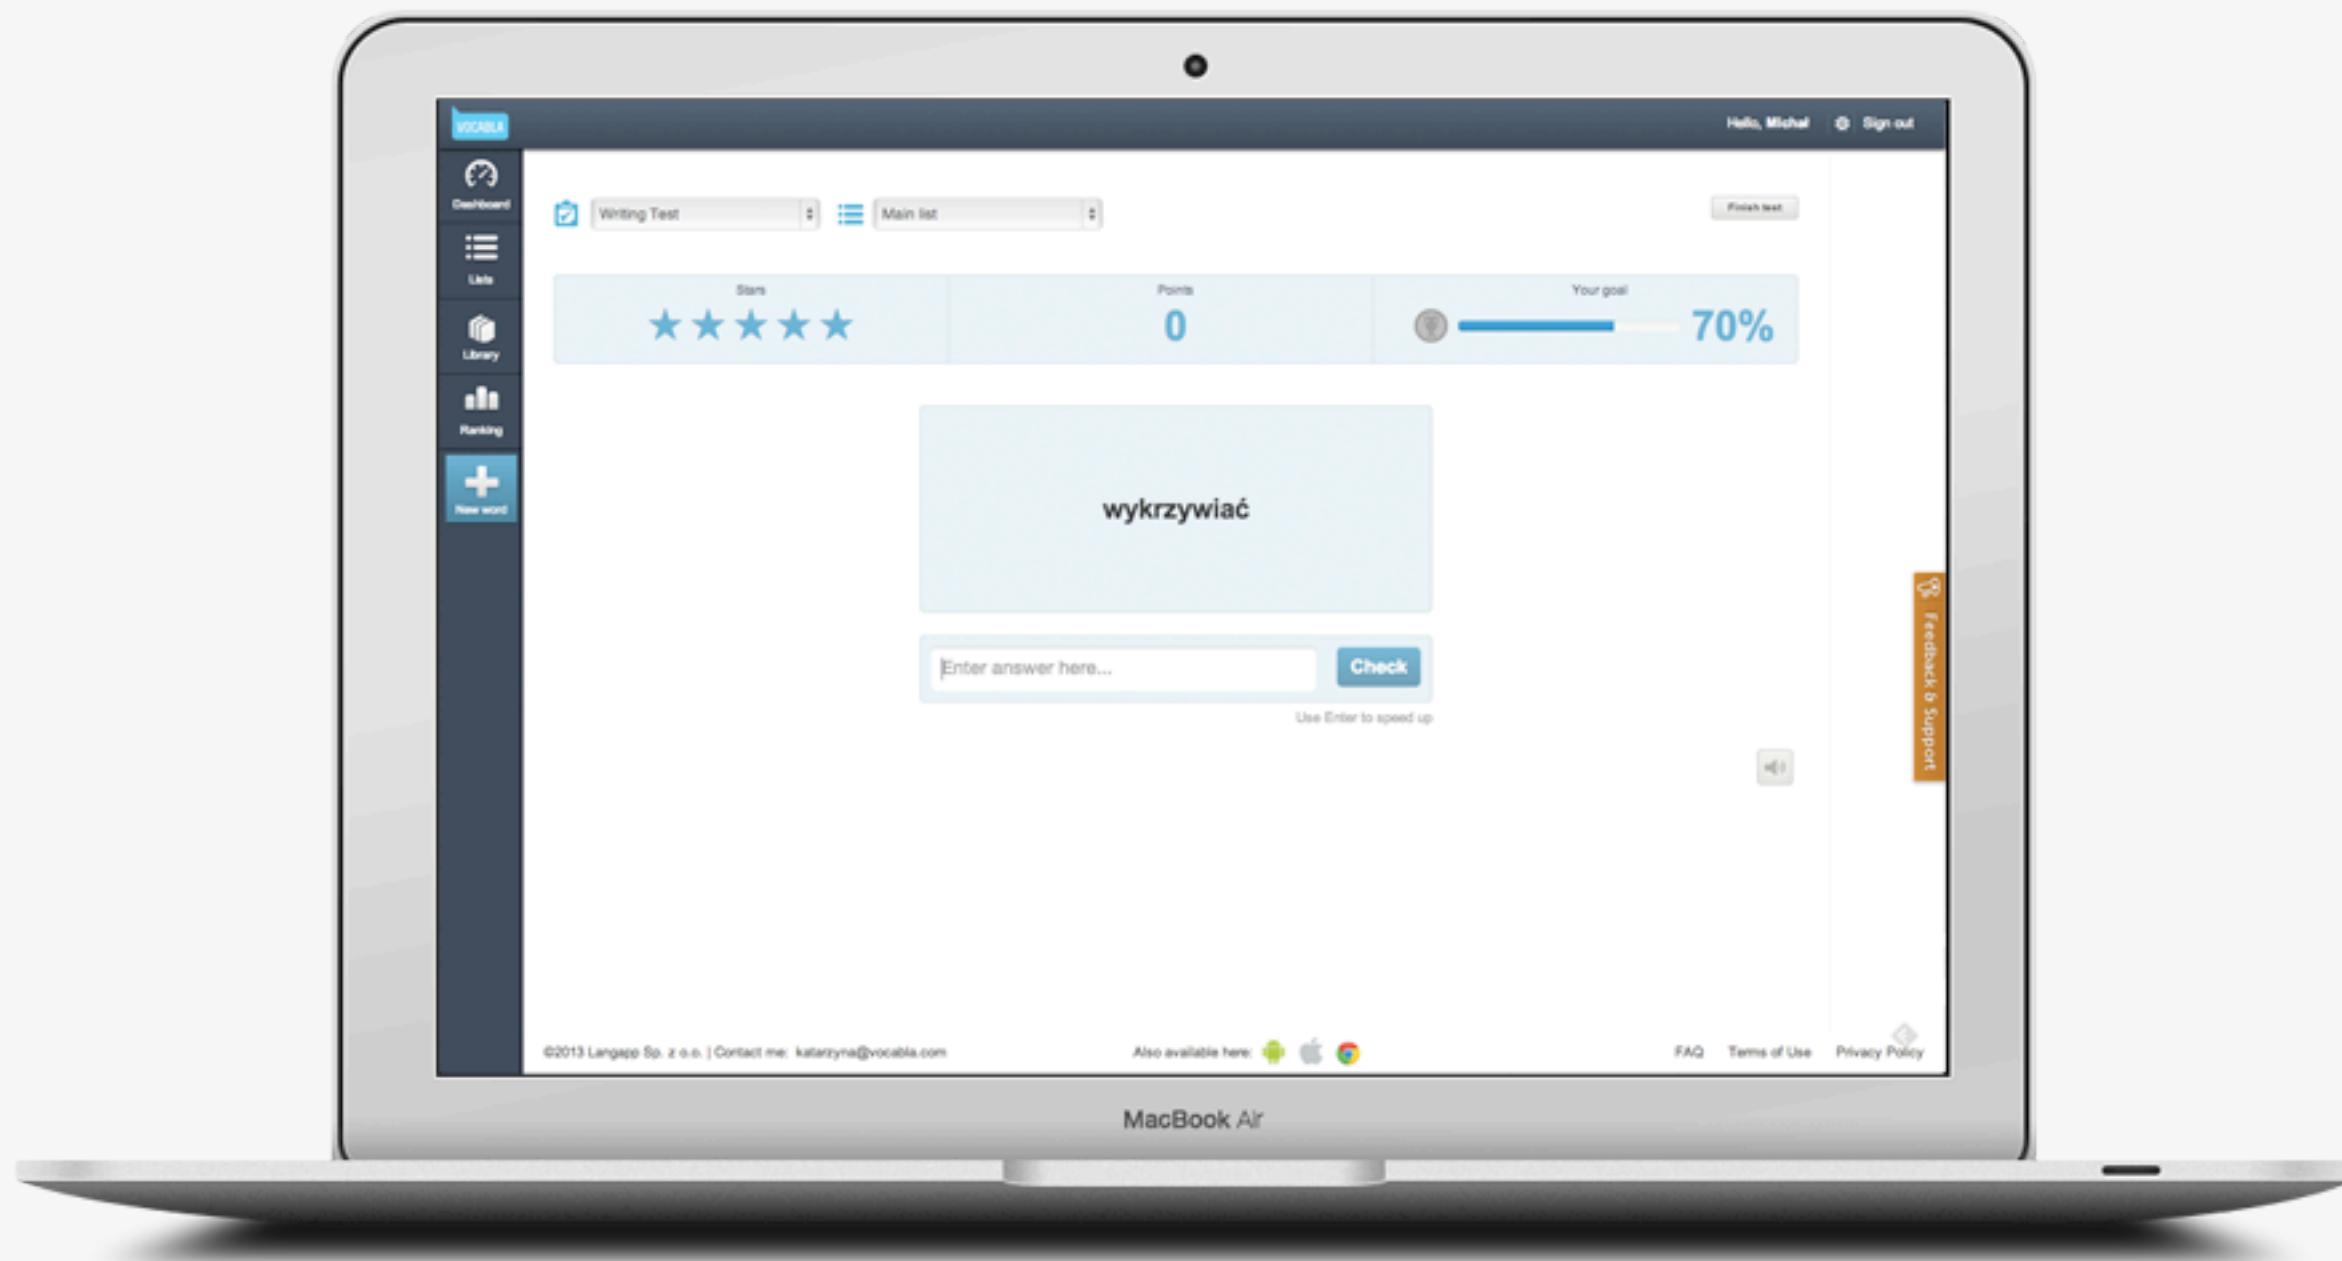 VOCABLA
Hello, Michal Sign out
Dashboard
Lists
Library
Ranking
New word
Writing Test
Main list
Finish test
Stars
Points
0
Your goal
70%
wykrzywiać
Enter answer here...
Check
Use Enter to speed up
Feedback & Support
©2013 Langapp Sp. z o.o. | Contact me: katarzyna@vocabla.com
Also available here:
FAQ Terms of Use Privacy Policy
MacBook Air